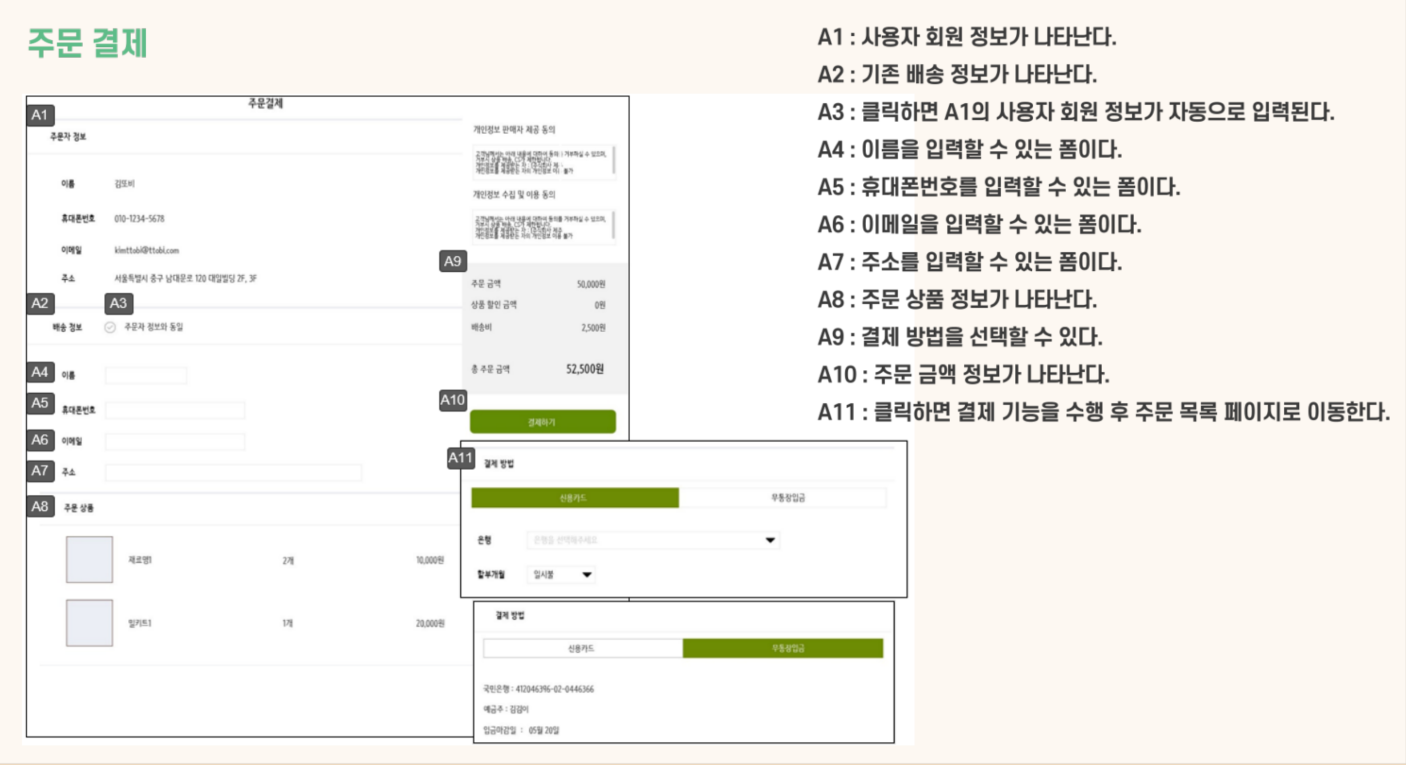 주문 결제
A1
주문결제
주문자 정보
이름 김또비
휴대폰번호 010-1234-5678
이메일 kimttobi@ttobi.com
주소 서울특별시 중구 남대문로 120 대일빌딩 2F, 3F
A2
A3
배송 정보 주문자 정보와 동일
A4 이름
A5 휴대폰번호
A6 이메일
A7 주소
A8 주문 상품
재료명1 2개 10,000원
밀키트1 1개 20,000원
개인정보 판매자 제공 동의
개인정보 수집 및 이용 동의
A9
주문 금액 50,000원
상품 할인 금액 0원
배송비 2,500원
총 주문 금액 52,500원
A10
결제하기
A11
결제 방법
신용카드 무통장입금
은행 은행을 선택해주세요
할부개월 일시불
결제 방법
신용카드 무통장입금
국민은행 : 412046396-02-0446366
예금주 :
입금마감일 : 05월 20일
A1 : 사용자 회원 정보가 나타난다.
A2 : 기존 배송 정보가 나타난다.
A3 : 클릭하면 A1의 사용자 회원 정보가 자동으로 입력된다.
A4 : 이름을 입력할 수 있는 폼이다.
A5 : 휴대폰번호를 입력할 수 있는 폼이다.
A6 : 이메일을 입력할 수 있는 폼이다.
A7 : 주소를 입력할 수 있는 폼이다.
A8 : 주문 상품 정보가 나타난다.
A9 : 결제 방법을 선택할 수 있다.
A10 : 주문 금액 정보가 나타난다.
A11 : 클릭하면 결제 기능을 수행 후 주문 목록 페이지로 이동한다.